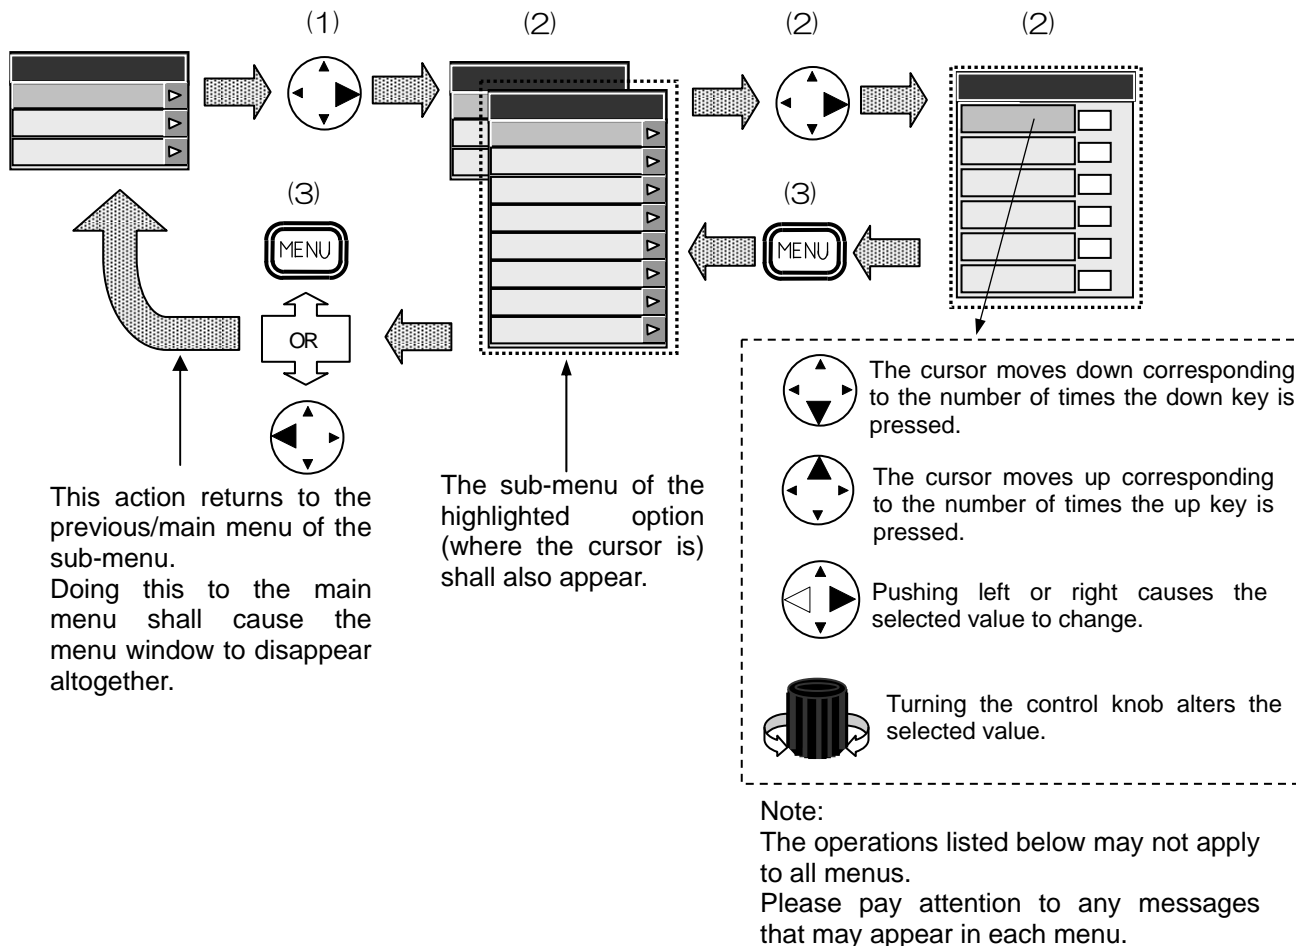 (1)
(2)
(2)
(2)
(3)
MENU
OR
(3)
MENU
This action returns to the
previous/main menu of the
sub-menu.
Doing this to the main
menu shall cause the
menu window to disappear
altogether.
The sub-menu of the
highlighted option
(where the cursor is)
shall also appear.
The cursor moves down corresponding
to the number of times the down key is
pressed.
The cursor moves up corresponding
to the number of times the up key is
pressed.
Pushing left or right causes the
selected value to change.
Turning the control knob alters the
selected value.
Note:
The operations listed below may not apply
to all menus.
Please pay attention to any messages
that may appear in each menu.